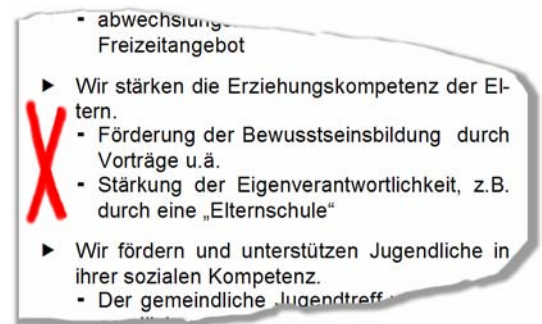 - abwechslungs
Freizeitangebot
► Wir stärken die Erziehungskompetenz der El-
tern.
- Förderung der Bewusstseinsbildung durch
Vorträge u.ä.
- Stärkung der Eigenverantwortlichkeit, z.B.
durch eine „Elternschule“
► Wir fördern und unterstützen Jugendliche in
ihrer sozialen Kompetenz.
- Der gemeindliche Jugendtreff